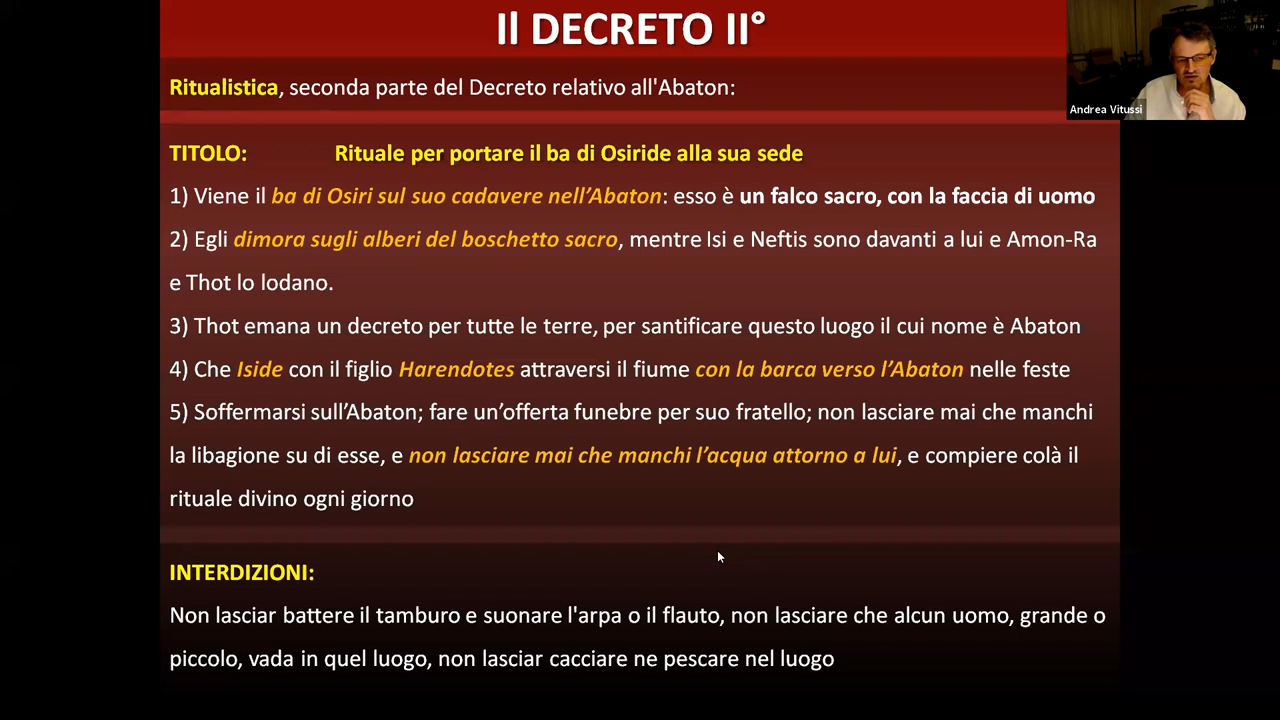 Il DECRETO II°
Ritualistica, seconda parte del Decreto relativo all'Abaton:
Andrea Vitussi
TITOLO: Rituale per portare il ba di Osiride alla sua sede
1) Viene il ba di Osiri sul suo cadavere nell’Abaton: esso è un falco sacro, con la faccia di uomo
2) Egli dimora sugli alberi del boschetto sacro, mentre Isi e Neftis sono davanti a lui e Amon-Ra
e Thot lo lodano.
3) Thot emana un decreto per tutte le terre, per santificare questo luogo il cui nome è Abaton
4) Che Iside con il figlio Harendotes attraversi il fiume con la barca verso l’Abaton nelle feste
5) Soffermarsi sull’Abaton; fare un’offerta funebre per suo fratello; non lasciare mai che manchi
la libagione su di esse, e non lasciare mai che manchi l’acqua attorno a lui, e compiere colà il
rituale divino ogni giorno
INTERDIZIONI:
Non lasciar battere il tamburo e suonare l'arpa o il flauto, non lasciare che alcun uomo, grande o
piccolo, vada in quel luogo, non lasciar cacciare ne pescare nel luogo